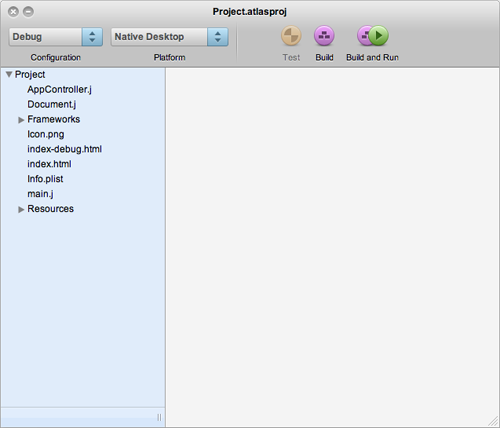 Project.atlasproj
Debug
Native Desktop
Configuration
Platform
Test
Build
Build and Run
Project
AppController.j
Document.j
Frameworks
Icon.png
index-debug.html
index.html
Info.plist
main.j
Resources